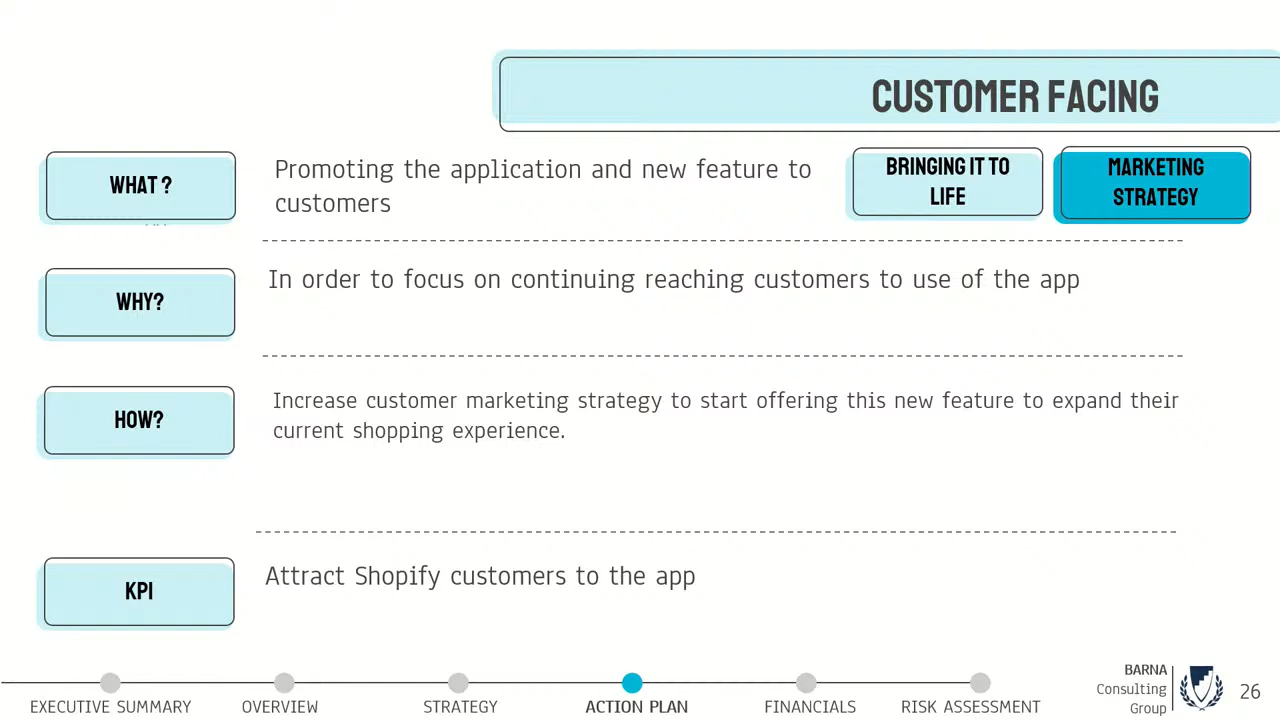 CUSTOMER FACING
WHAT ?
Promoting the application and new feature to
customers
BRINGING IT TO
LIFE
MARKETING
STRATEGY
WHY?
In order to focus on continuing reaching customers to use of the app
HOW?
Increase customer marketing strategy to start offering this new feature to expand their
current shopping experience.
KPI
Attract Shopify customers to the app
EXECUTIVE SUMMARY
OVERVIEW
STRATEGY
ACTION PLAN
FINANCIALS
RISK ASSESSMENT
BARNA
Consulting
Group
26